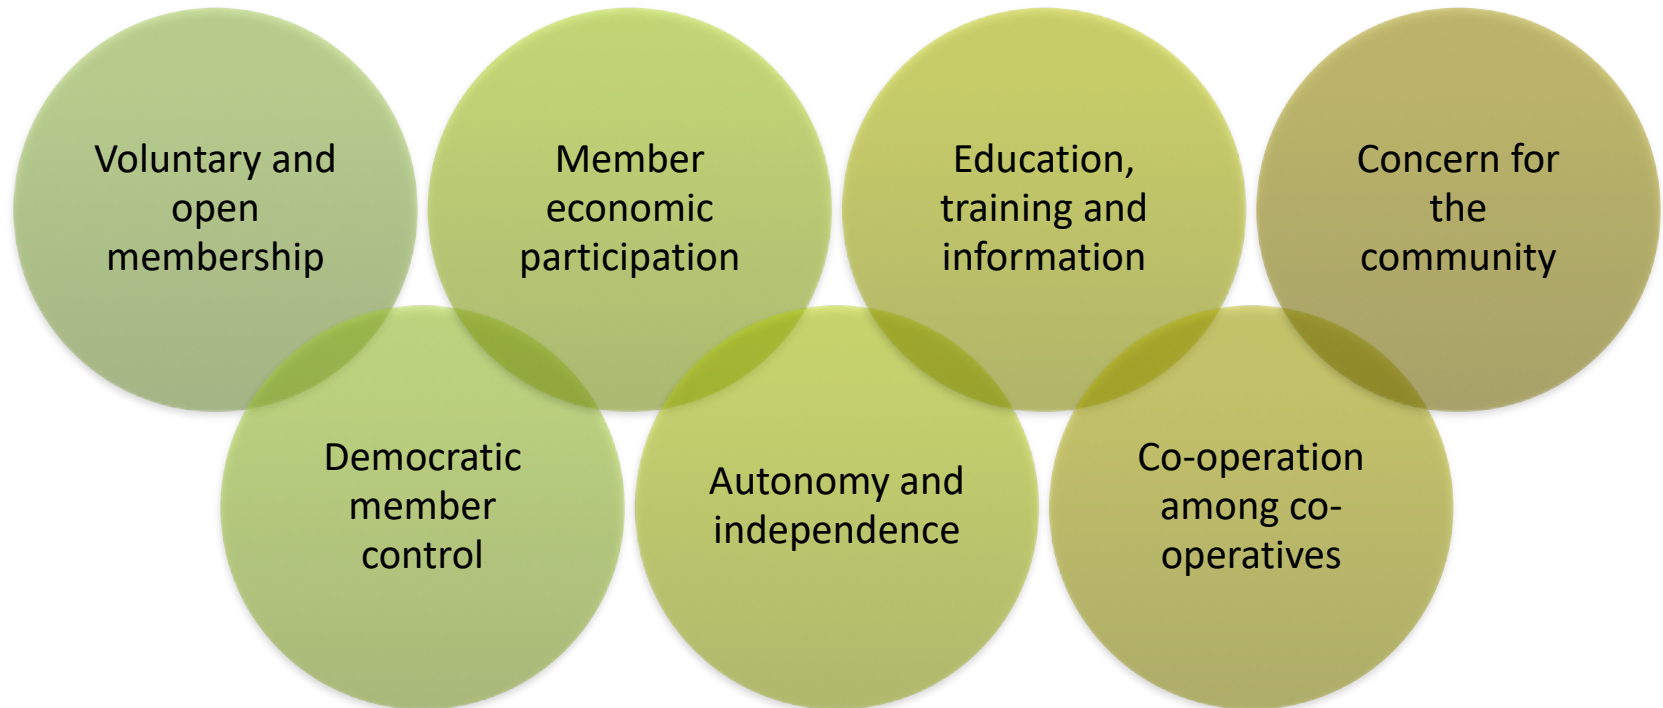 Voluntary and
open
membership
Democratic
member
control
Member
economic
participation
Autonomy and
independence
Education,
training and
information
Co-operation
among co-
operatives
Concern for
the
community